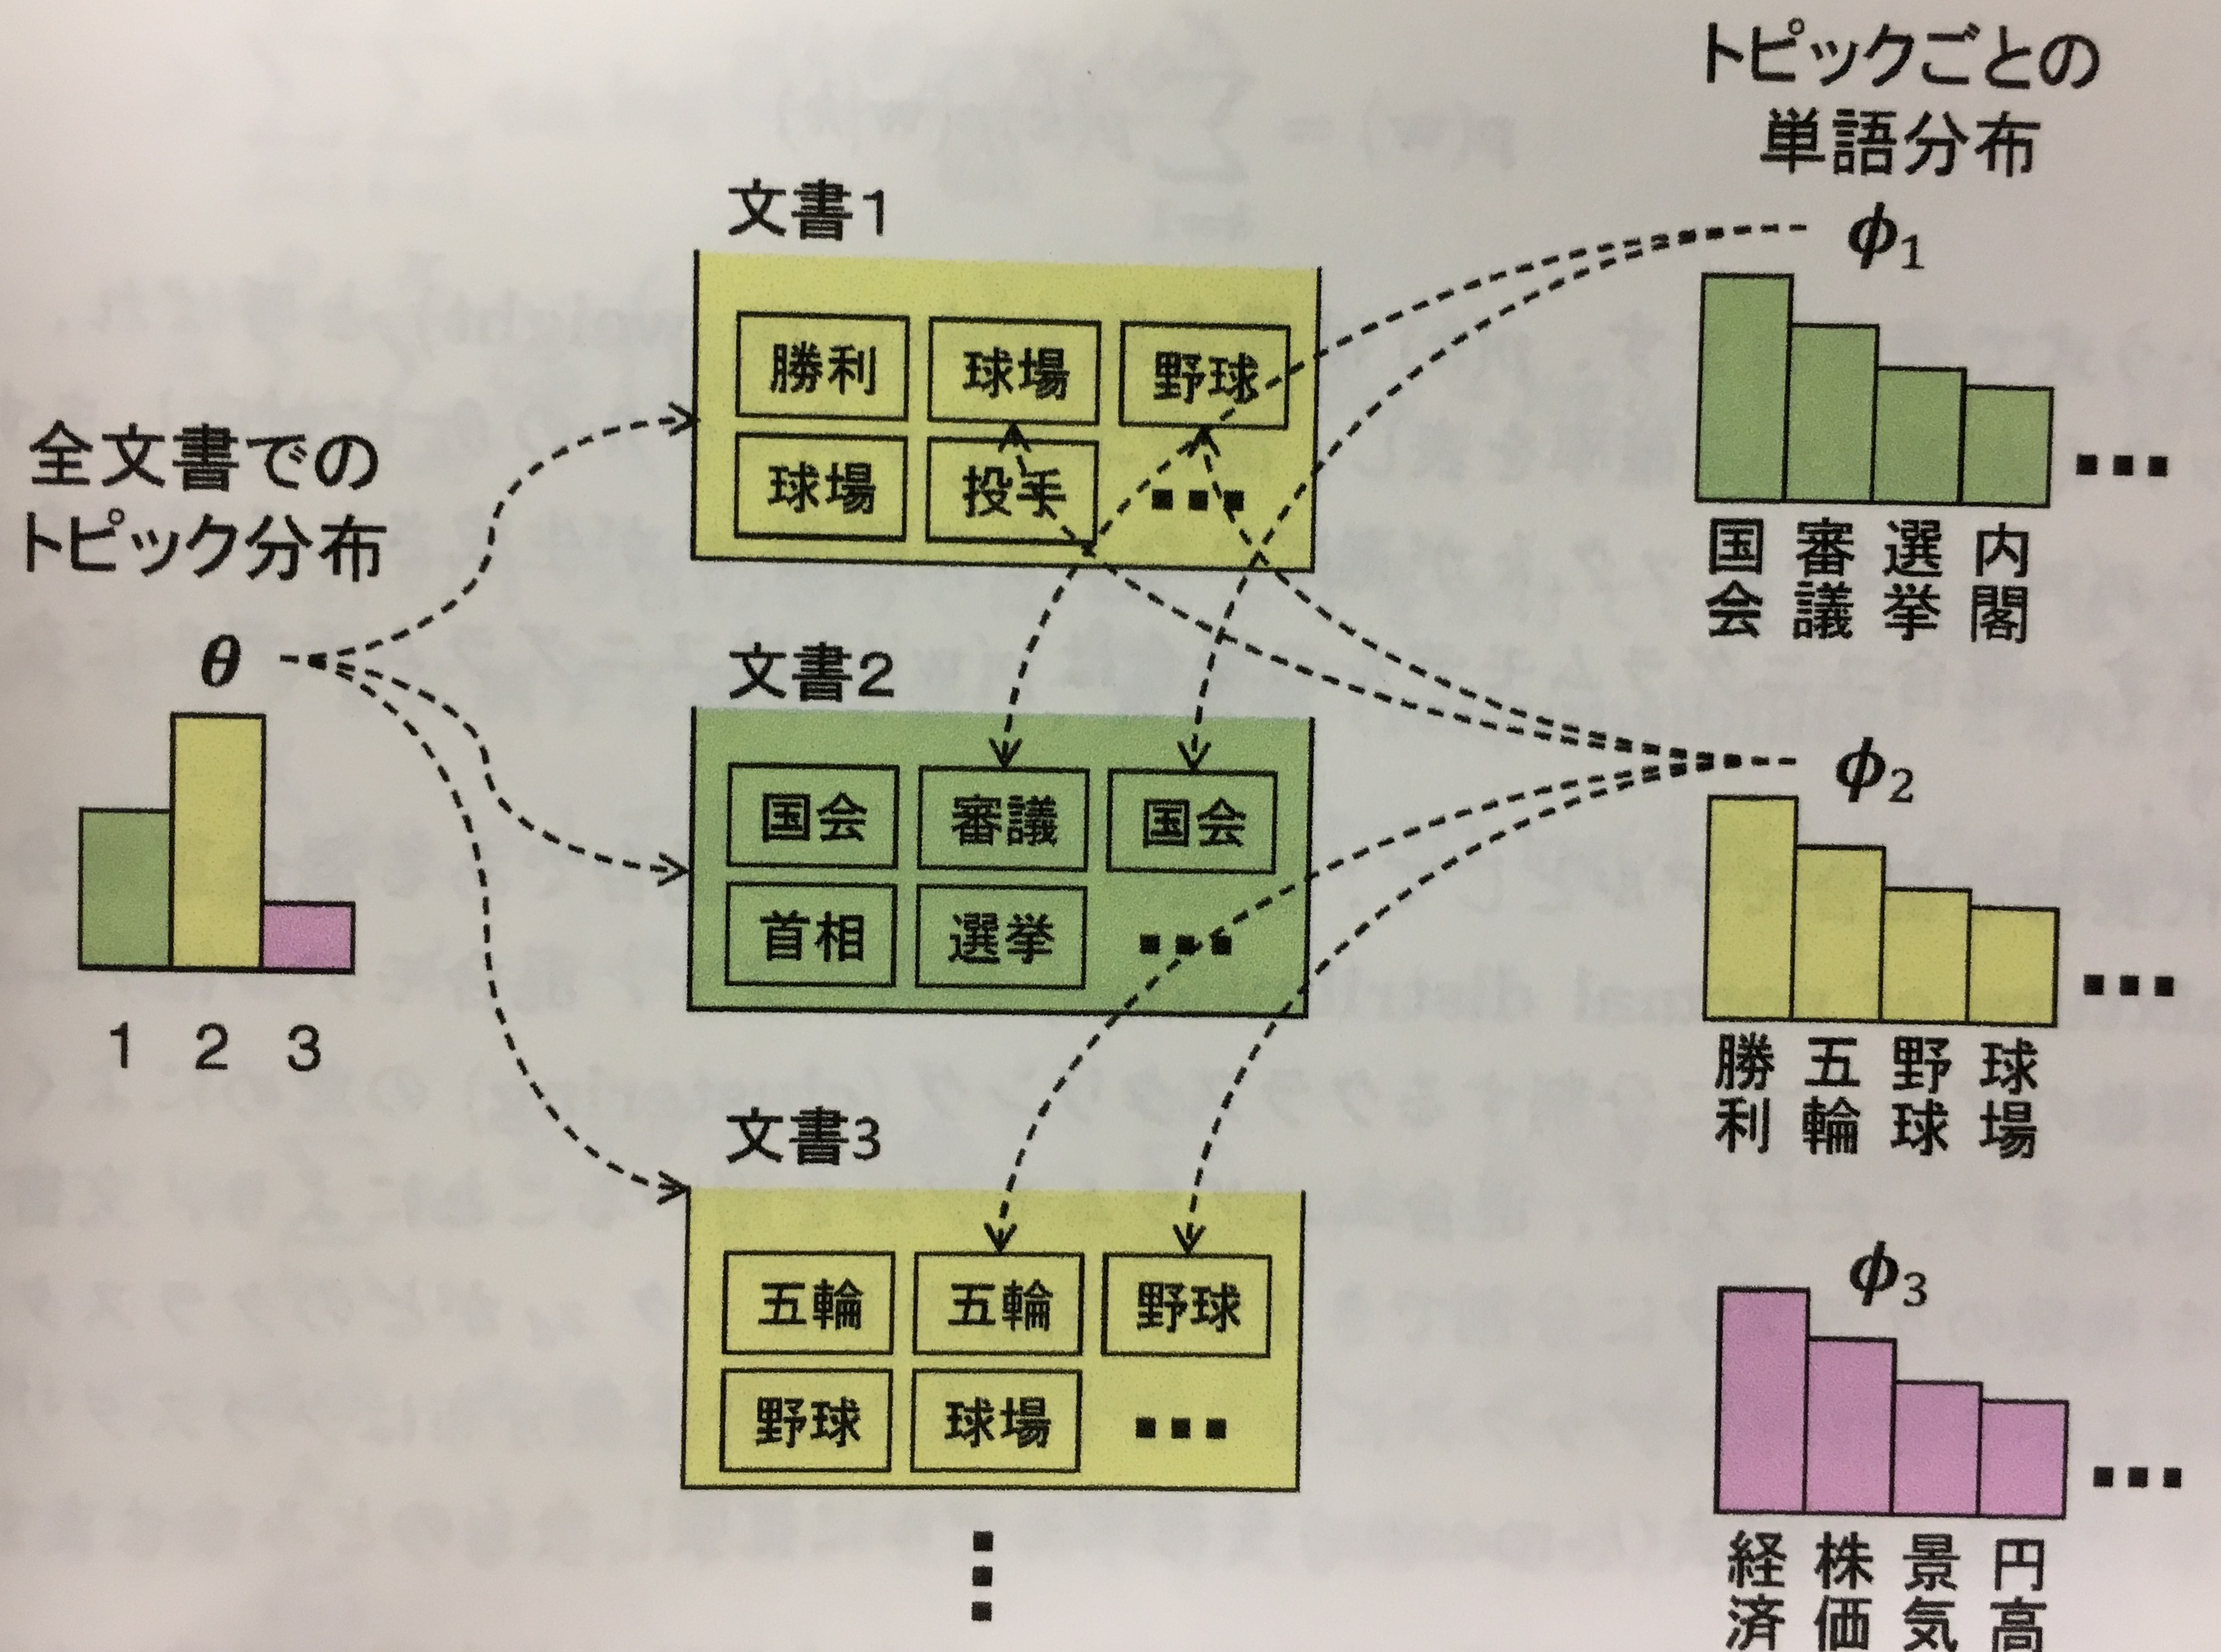 トピックごとの
単語分布
文書1
勝利 球場 野球
球場 投手 ...
全文書での
トピック分布
θ
1 2 3
文書2
国会 審議 国会
首相 選挙 ...
文書3
五輪 五輪 野球
野球 球場 ...
ϕ1
国会 審議 選挙 内閣 ...
ϕ2
勝利 五輪 野球 球場 ...
ϕ3
経済 株価 景気 円高 ...